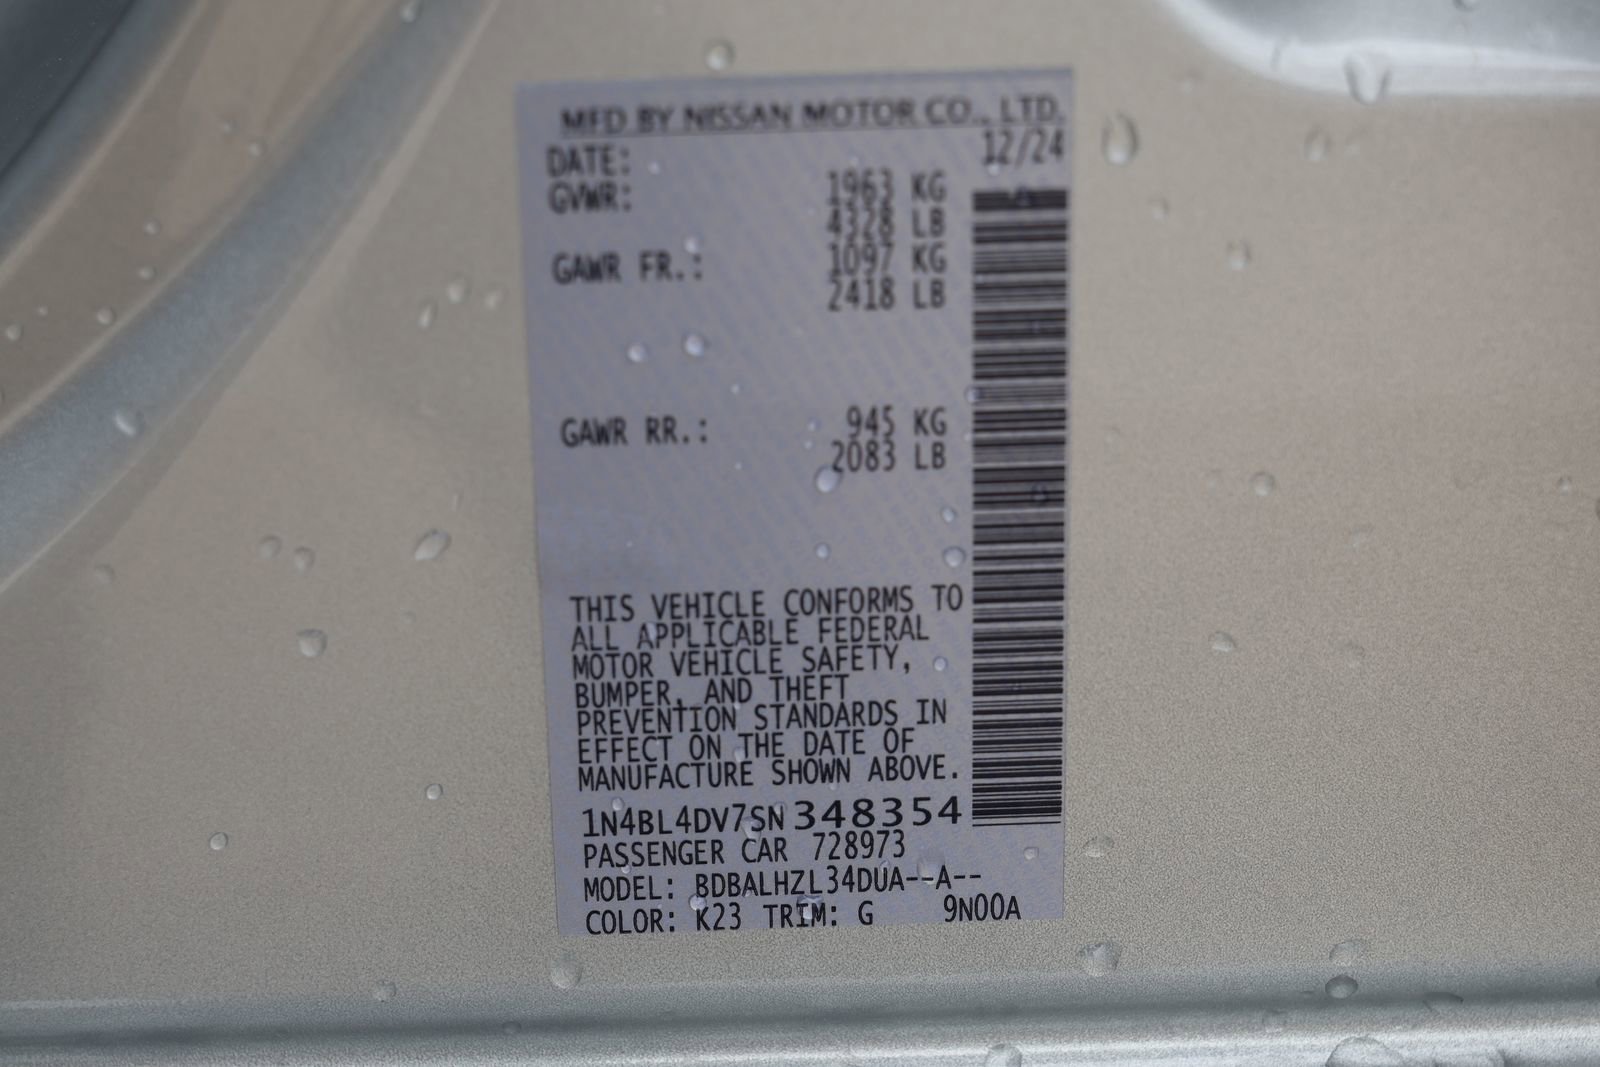 MFD BY NISSAN MOTOR CO., LTD.
DATE: 12/24
GVWR: 1963 KG
4328 LB
GAWR FR.: 1097 KG
2418 LB
GAWR RR.: 945 KG
2083 LB
THIS VEHICLE CONFORMS TO
ALL APPLICABLE FEDERAL
MOTOR VEHICLE SAFETY,
BUMPER, AND THEFT
PREVENTION STANDARDS IN
EFFECT ON THE DATE OF
MANUFACTURE SHOWN ABOVE.
1N4BL4DV7SN348354
PASSENGER CAR 728973
MODEL: BDBALHZL34DUA--A--
COLOR: K23 TRIM: G 9N00A